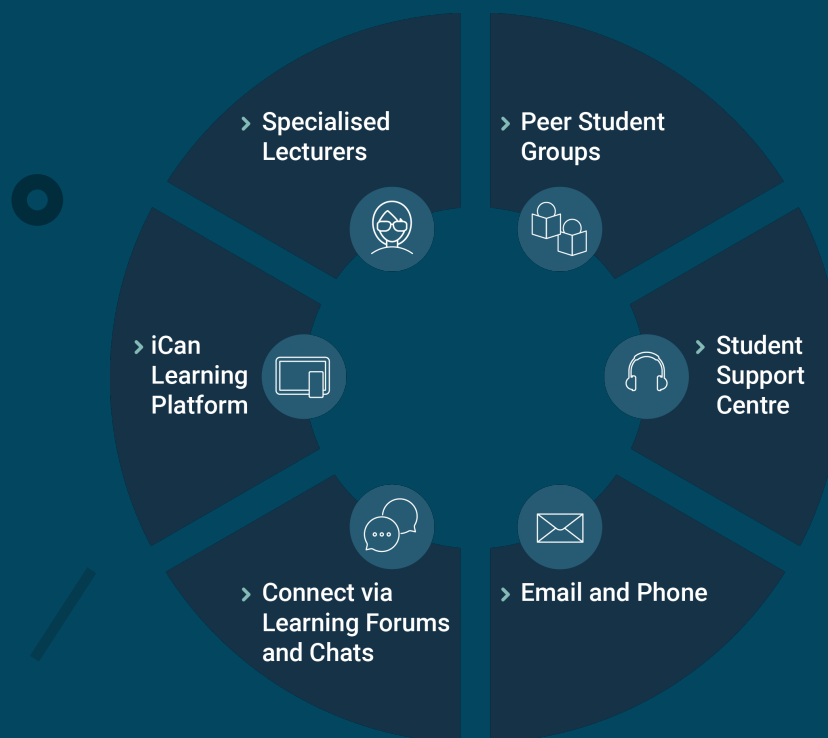 Specialised
Lecturers
Peer Student
Groups
iCan
Learning
Platform
Student
Support
Centre
Connect via
Learning Forums
and Chats
Email and Phone